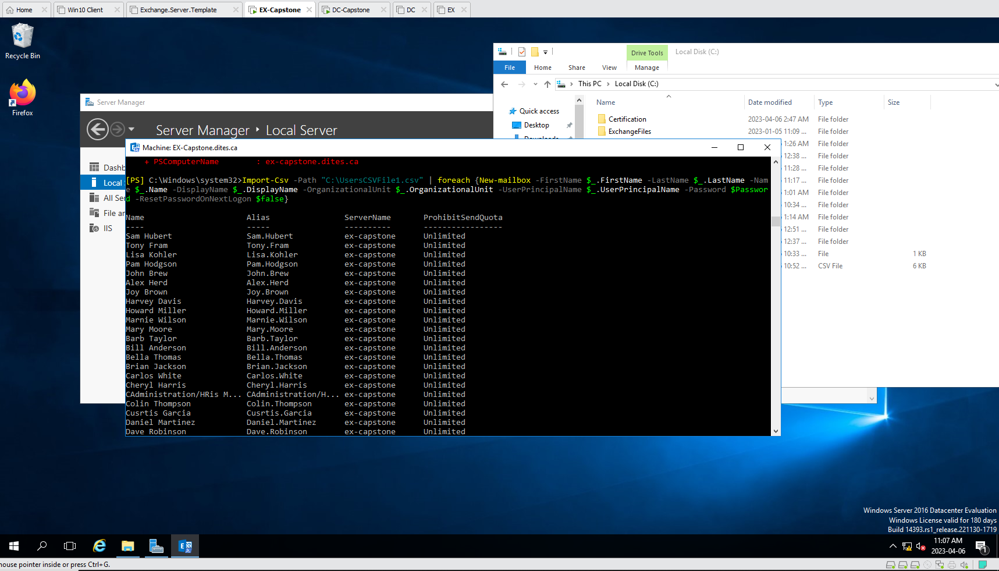 Home
Win10 Client
Exchange.Server.Template
EX-Capstone
DC-Capstone
DC
EX
Recycle Bin
Firefox
Drive Tools
Local Disk (C:)
File
Home
Share
View
Manage
This PC > Local Disk (C:)
Name
Date modified
Type
Size
Quick access
Desktop
Downloads
Certification 2023-04-06 2:47 AM File folder
ExchangeFiles 2023-01-05 11:09 ... File folder
1:26 AM File folder
12:38 ... File folder
11:28 ... File folder
11:17 ... File folder
1:01 AM File folder
10:34 ... File folder
1:14 AM File folder
12:51 ... File folder
12:37 ... File folder
10:33 ... File 1 KB
10:52 ... CSV File 6 KB
Server Manager
Server Manager ‣ Local Server
Dashb
Local
All Ser
File ar
IIS
Machine: EX-Capstone.dites.ca
+ PSComputerName : ex-capstone.dites.ca
[PS] C:\Windows\system32>Import-Csv -Path "C:\UsersCSVFile1.csv" | foreach {New-mailbox -FirstName $_.FirstName -LastName $_.LastName -Nam
e $_.Name -DisplayName $_.DisplayName -OrganizationalUnit $_.OrganizationalUnit -UserPrincipalName $_.UserPrincipalName -Password $Passwor
d -ResetPasswordOnNextLogon $false}
Name Alias ServerName ProhibitSendQuota
---- ----- ---------- -----------------
Sam Hubert Sam.Hubert ex-capstone Unlimited
Tony Fram Tony.Fram ex-capstone Unlimited
Lisa Kohler Lisa.Kohler ex-capstone Unlimited
Pam Hodgson Pam.Hodgson ex-capstone Unlimited
John Brew John.Brew ex-capstone Unlimited
Alex Herd Alex.Herd ex-capstone Unlimited
Joy Brown Joy.Brown ex-capstone Unlimited
Harvey Davis Harvey.Davis ex-capstone Unlimited
Howard Miller Howard.Miller ex-capstone Unlimited
Marnie Wilson Marnie.Wilson ex-capstone Unlimited
Mary Moore Mary.Moore ex-capstone Unlimited
Barb Taylor Barb.Taylor ex-capstone Unlimited
Bill Anderson Bill.Anderson ex-capstone Unlimited
Bella Thomas Bella.Thomas ex-capstone Unlimited
Brian Jackson Brian.Jackson ex-capstone Unlimited
Carlos White Carlos.White ex-capstone Unlimited
Cheryl Harris Cheryl.Harris ex-capstone Unlimited
CAdministration/HRis M... CAdministration/H... ex-capstone Unlimited
Colin Thompson Colin.Thompson ex-capstone Unlimited
Cusrtis Garcia Cusrtis.Garcia ex-capstone Unlimited
Daniel Martinez Daniel.Martinez ex-capstone Unlimited
Dave Robinson Dave.Robinson ex-capstone Unlimited
Windows Server 2016 Datacenter Evaluation
Windows License valid for 180 days
Build 14393.rs1_release.221130-1719
11:07 AM
2023-04-06
1
nouse pointer inside or press Ctrl+G.